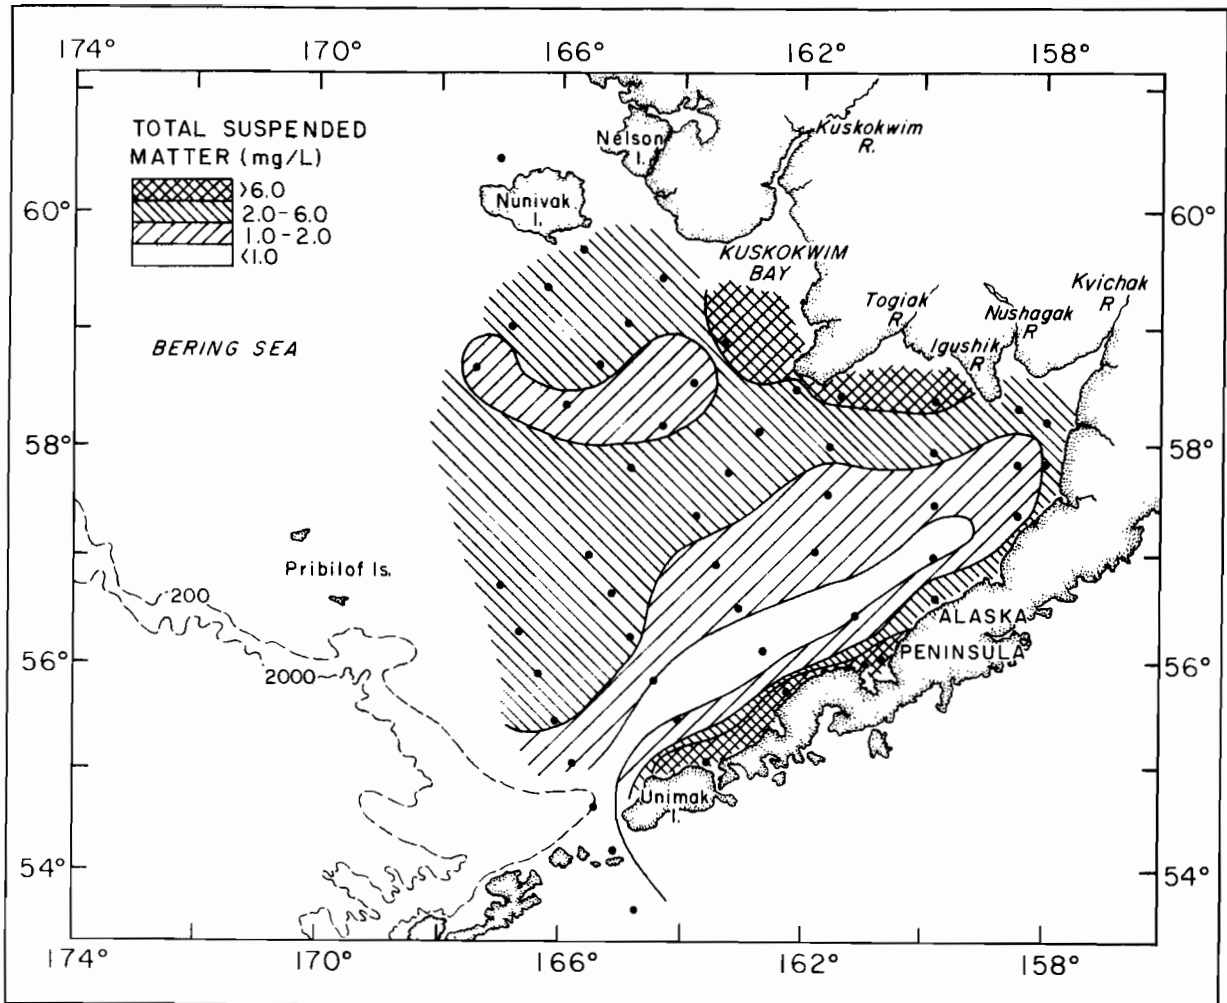 174° 170° 166° 162° 158°
TOTAL SUSPENDED
MATTER (mg/L)
>6.0
2.0-6.0
1.0-2.0
<1.0
Nelson
I.
Kuskokwim
R.
60°
Nunivak
I.
60°
KUSKOKWIM
BAY
Togiak
R
Nushagak
R
Kvichak
R
Igushik
R
BERING SEA
58°
58°
Pribilof Is.
200
2000
ALASKA
PENINSULA
56°
56°
Unimak
I.
54°
54°
174° 170° 166° 162° 158°